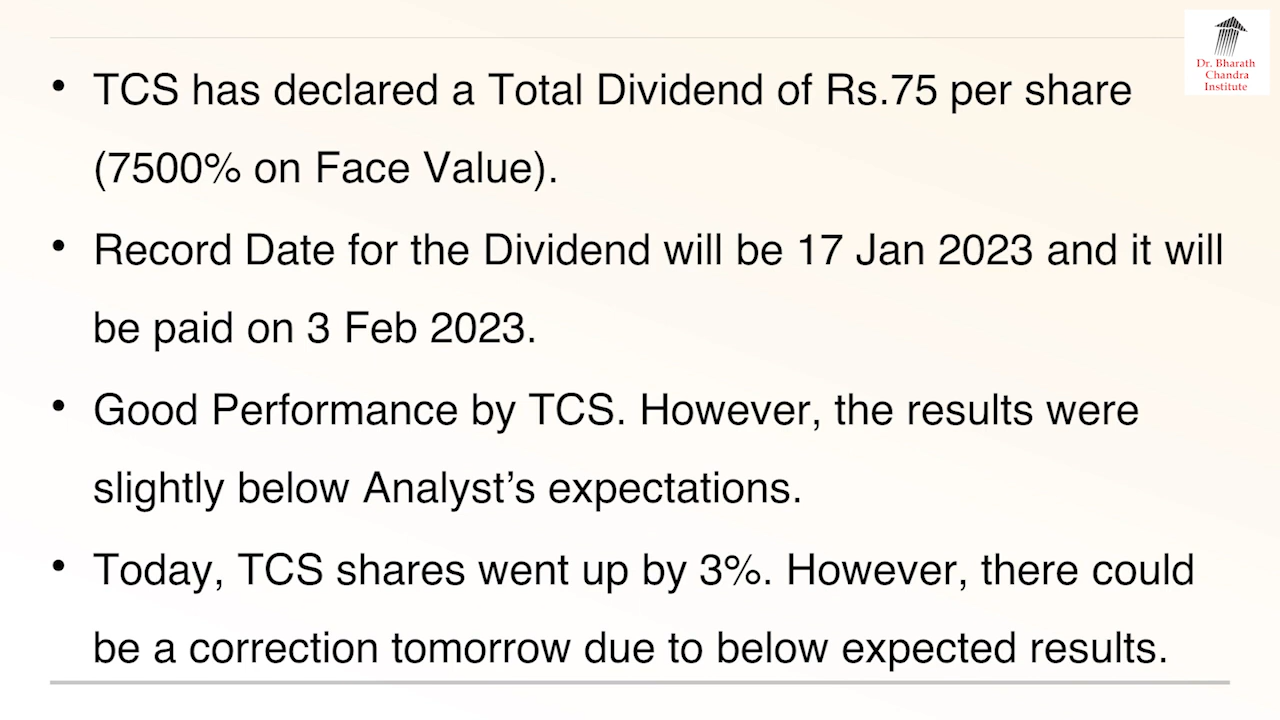 • TCS has declared a Total Dividend of Rs.75 per share
(7500% on Face Value).
• Record Date for the Dividend will be 17 Jan 2023 and it will
be paid on 3 Feb 2023.
• Good Performance by TCS. However, the results were
slightly below Analyst’s expectations.
• Today, TCS shares went up by 3%. However, there could
be a correction tomorrow due to below expected results.
Dr. Bharath
Chandra
Institute